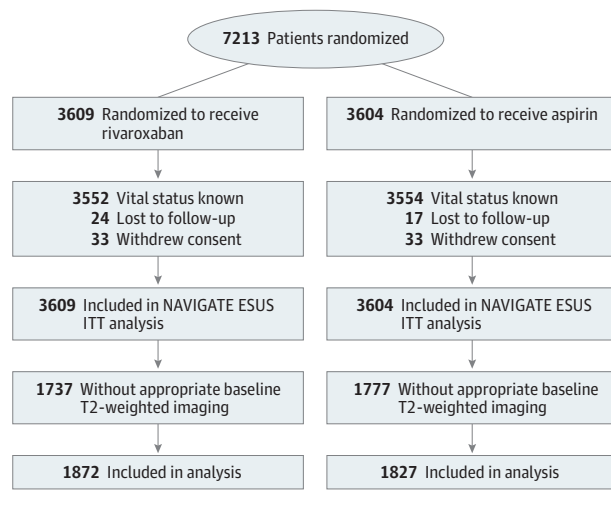 7213 Patients randomized
3609 Randomized to receive
rivaroxaban
3604 Randomized to receive aspirin
3552 Vital status known
24 Lost to follow-up
33 Withdrew consent
3554 Vital status known
17 Lost to follow-up
33 Withdrew consent
3609 Included in NAVIGATE ESUS
ITT analysis
3604 Included in NAVIGATE ESUS
ITT analysis
1737 Without appropriate baseline
T2-weighted imaging
1777 Without appropriate baseline
T2-weighted imaging
1872 Included in analysis
1827 Included in analysis